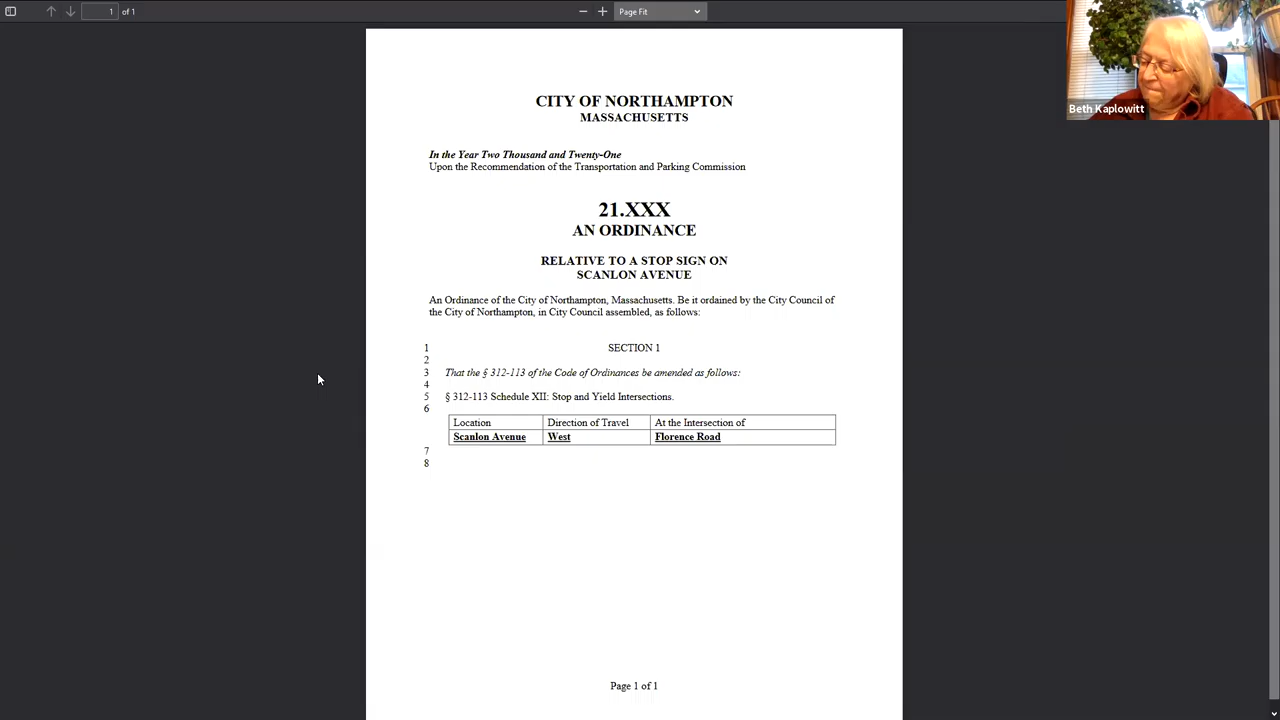 1 of 1
Page Fit
Beth Kaplowitt
CITY OF NORTHAMPTON
MASSACHUSETTS
In the Year Two Thousand and Twenty-One
Upon the Recommendation of the Transportation and Parking Commission
21.XXX
AN ORDINANCE
RELATIVE TO A STOP SIGN ON
SCANLON AVENUE
An Ordinance of the City of Northampton, Massachusetts. Be it ordained by the City Council of
the City of Northampton, in City Council assembled, as follows:
1 SECTION 1
2
3 That the § 312-113 of the Code of Ordinances be amended as follows:
4
5 § 312-113 Schedule XII: Stop and Yield Intersections.
6
Location Direction of Travel At the Intersection of
Scanlon Avenue West Florence Road
7
8
Page 1 of 1